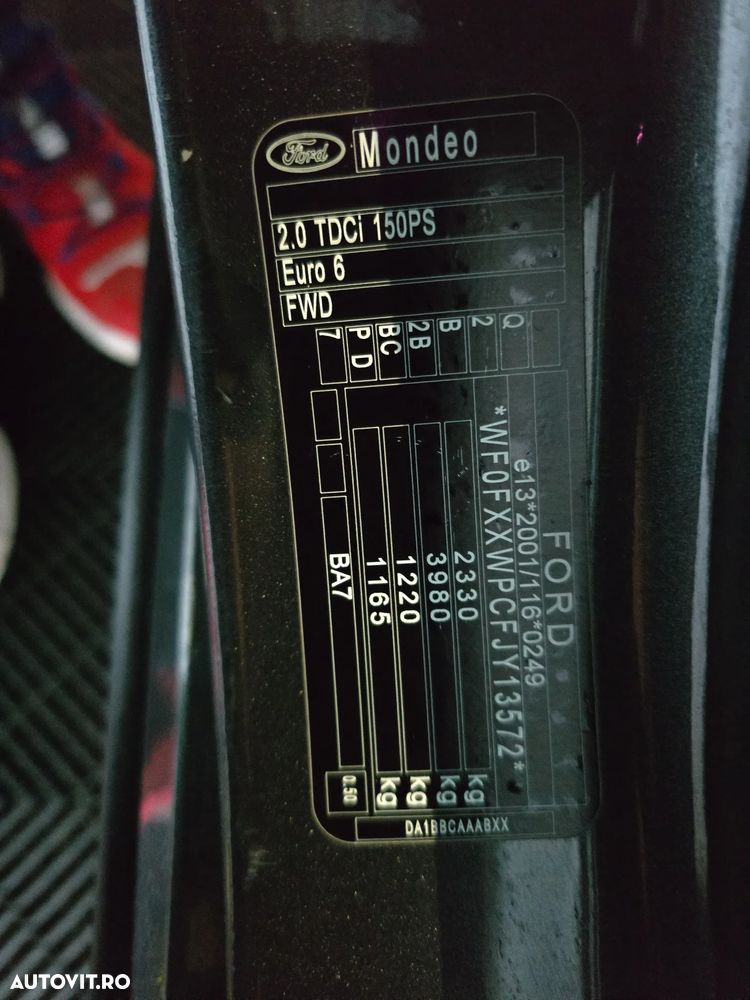 Ford Mondeo
2.0 TDCi 150PS
Euro 6
FWD
FORD
e13*2001/116*0249
*WF0FXXWPCFJY13572*
2330 kg
3980 kg
1220 kg
1165 kg
BA7
0.50
Q
2
B
2B
BC
P D
7
DA1BBCAAABXX
AUTOVIT.RO